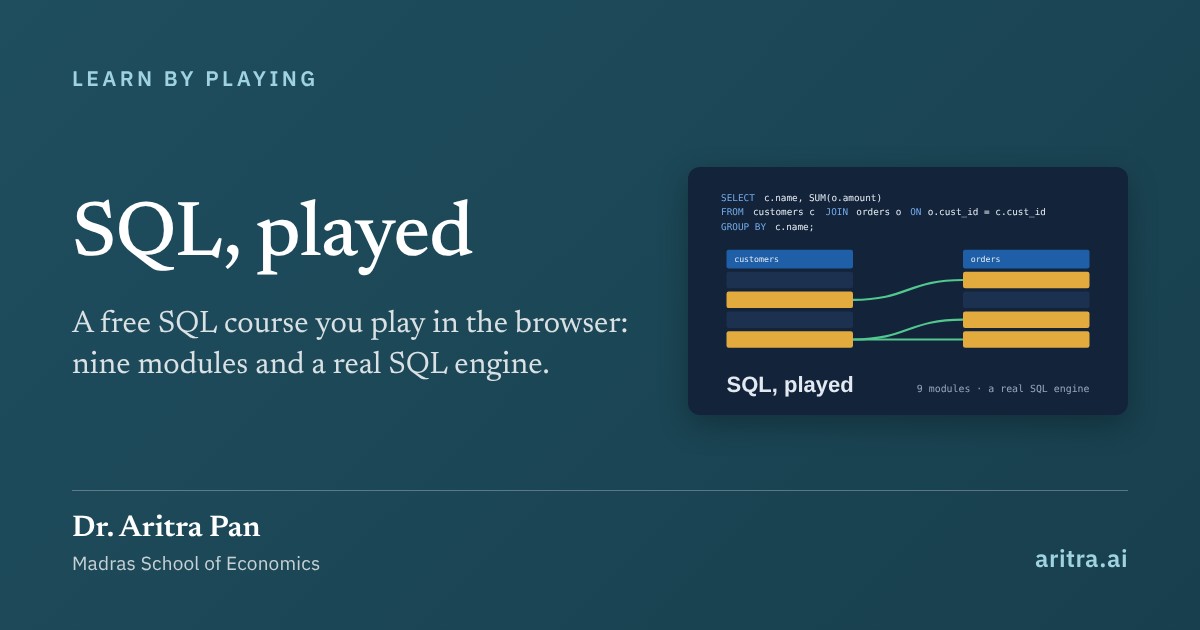 LEARN BY PLAYING
SQL, played
A free SQL course you play in the browser:
nine modules and a real SQL engine.
SELECT c.name, SUM(o.amount)
FROM customers c JOIN orders o ON o.cust_id = c.cust_id
GROUP BY c.name;
customers
orders
SQL, played
9 modules · a real SQL engine
Dr. Aritra Pan
Madras School of Economics
aritra.ai